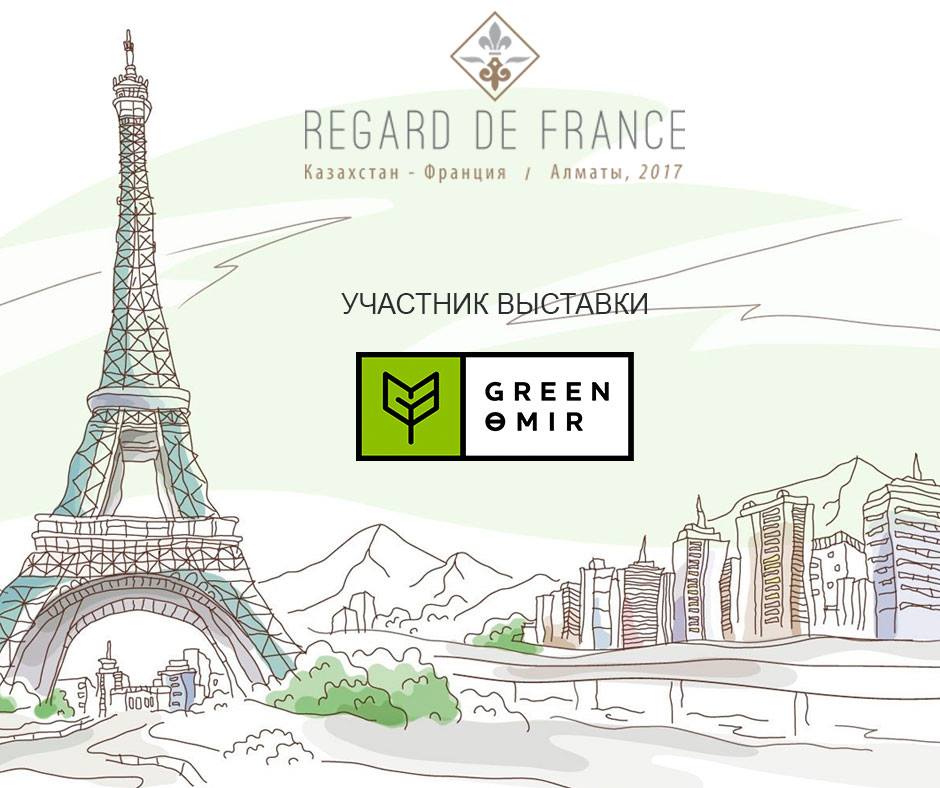 REGARD DE FRANCE
Казахстан - Франция / Алматы, 2017
УЧАСТНИК ВЫСТАВКИ
GREEN
ӨMIR